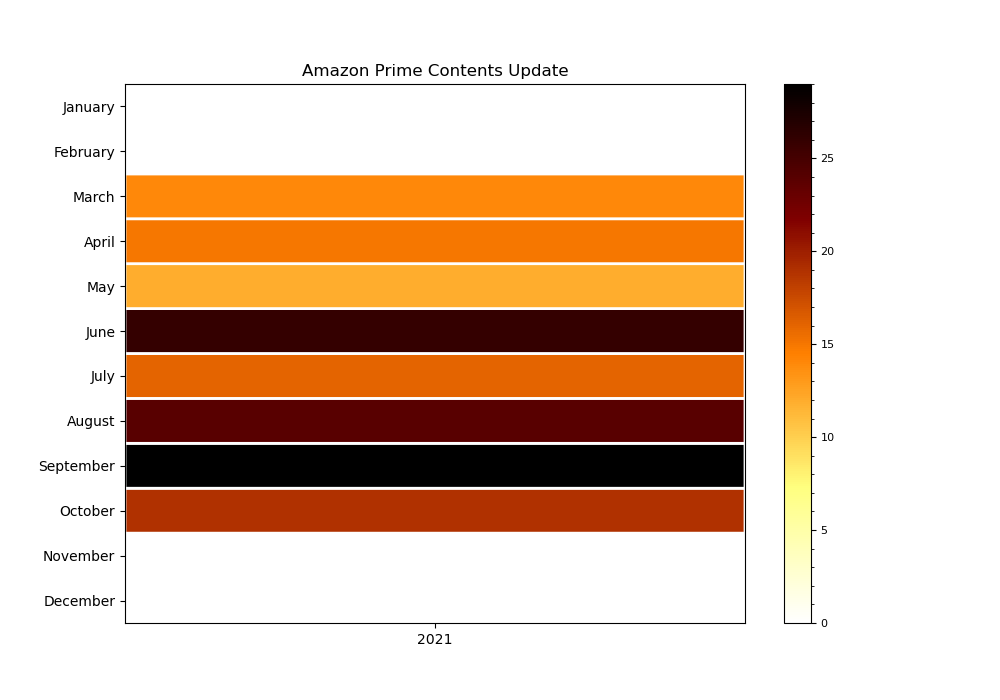 Amazon Prime Contents Update
January
February
March
April
May
June
July
August
September
October
November
December
2021
25
20
15
10
5
0